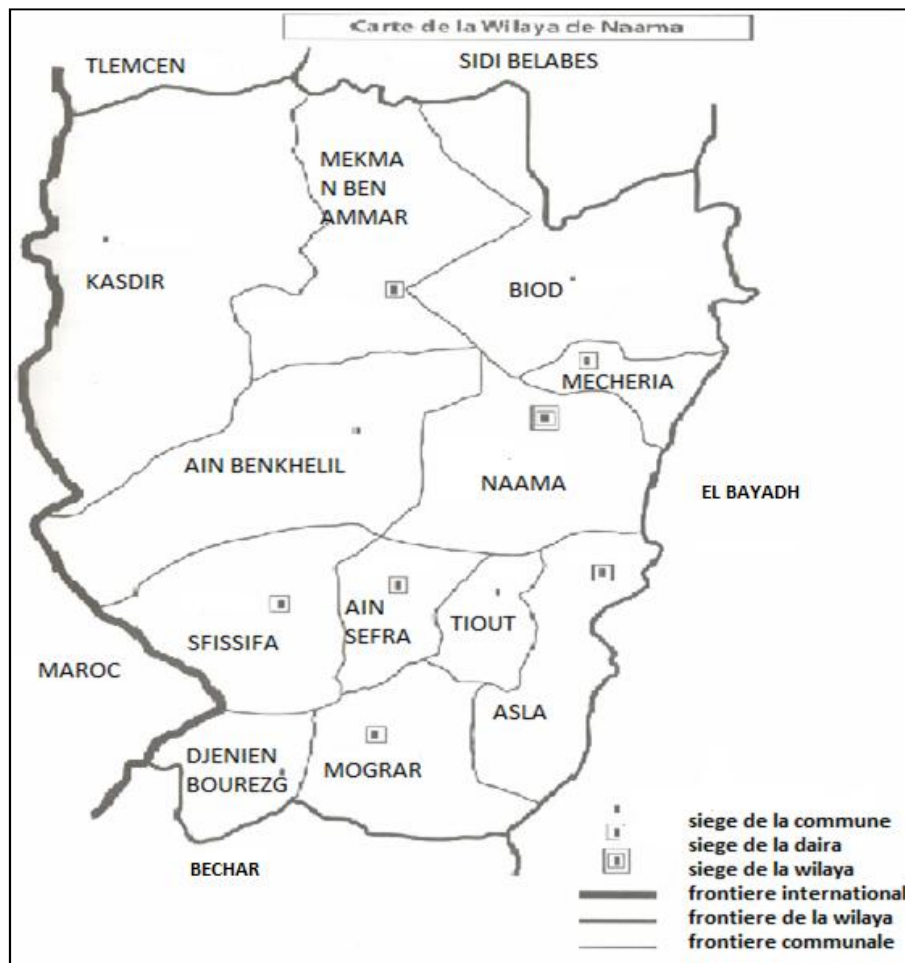 Carte de la Wilaya de Naama
TLEMCEN
SIDI BELABES
MEKMA
N BEN
AMMAR
KASDIR
BIOD
MECHERIA
AIN BENKHELIL
NAAMA
EL BAYADH
AIN
SEFRA
TIOUT
SFISSIFA
MAROC
ASLA
DJENIEN
BOUREZG
MOGRAR
BECHAR
siege de la commune
siege de la daira
siege de la wilaya
frontiere international
frontiere de la wilaya
frontiere communale